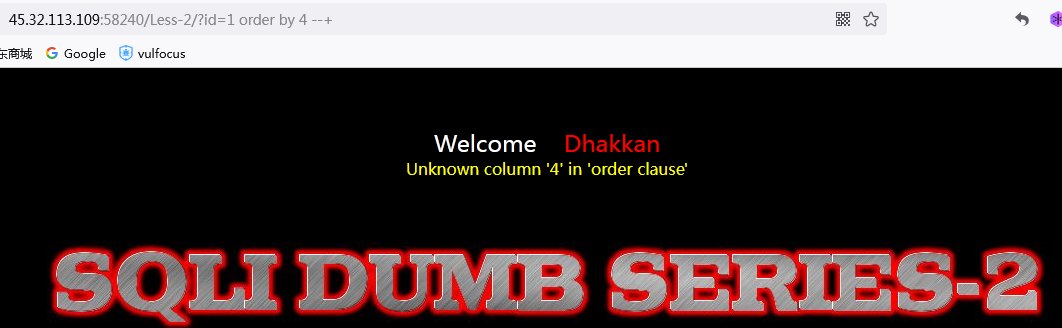 45.32.113.109:58240/Less-2/?id=1 order by 4 --+
东商城 Google vulfocus
Welcome Dhakkan
Unknown column '4' in 'order clause'
SQLI DUMB SERIES-2